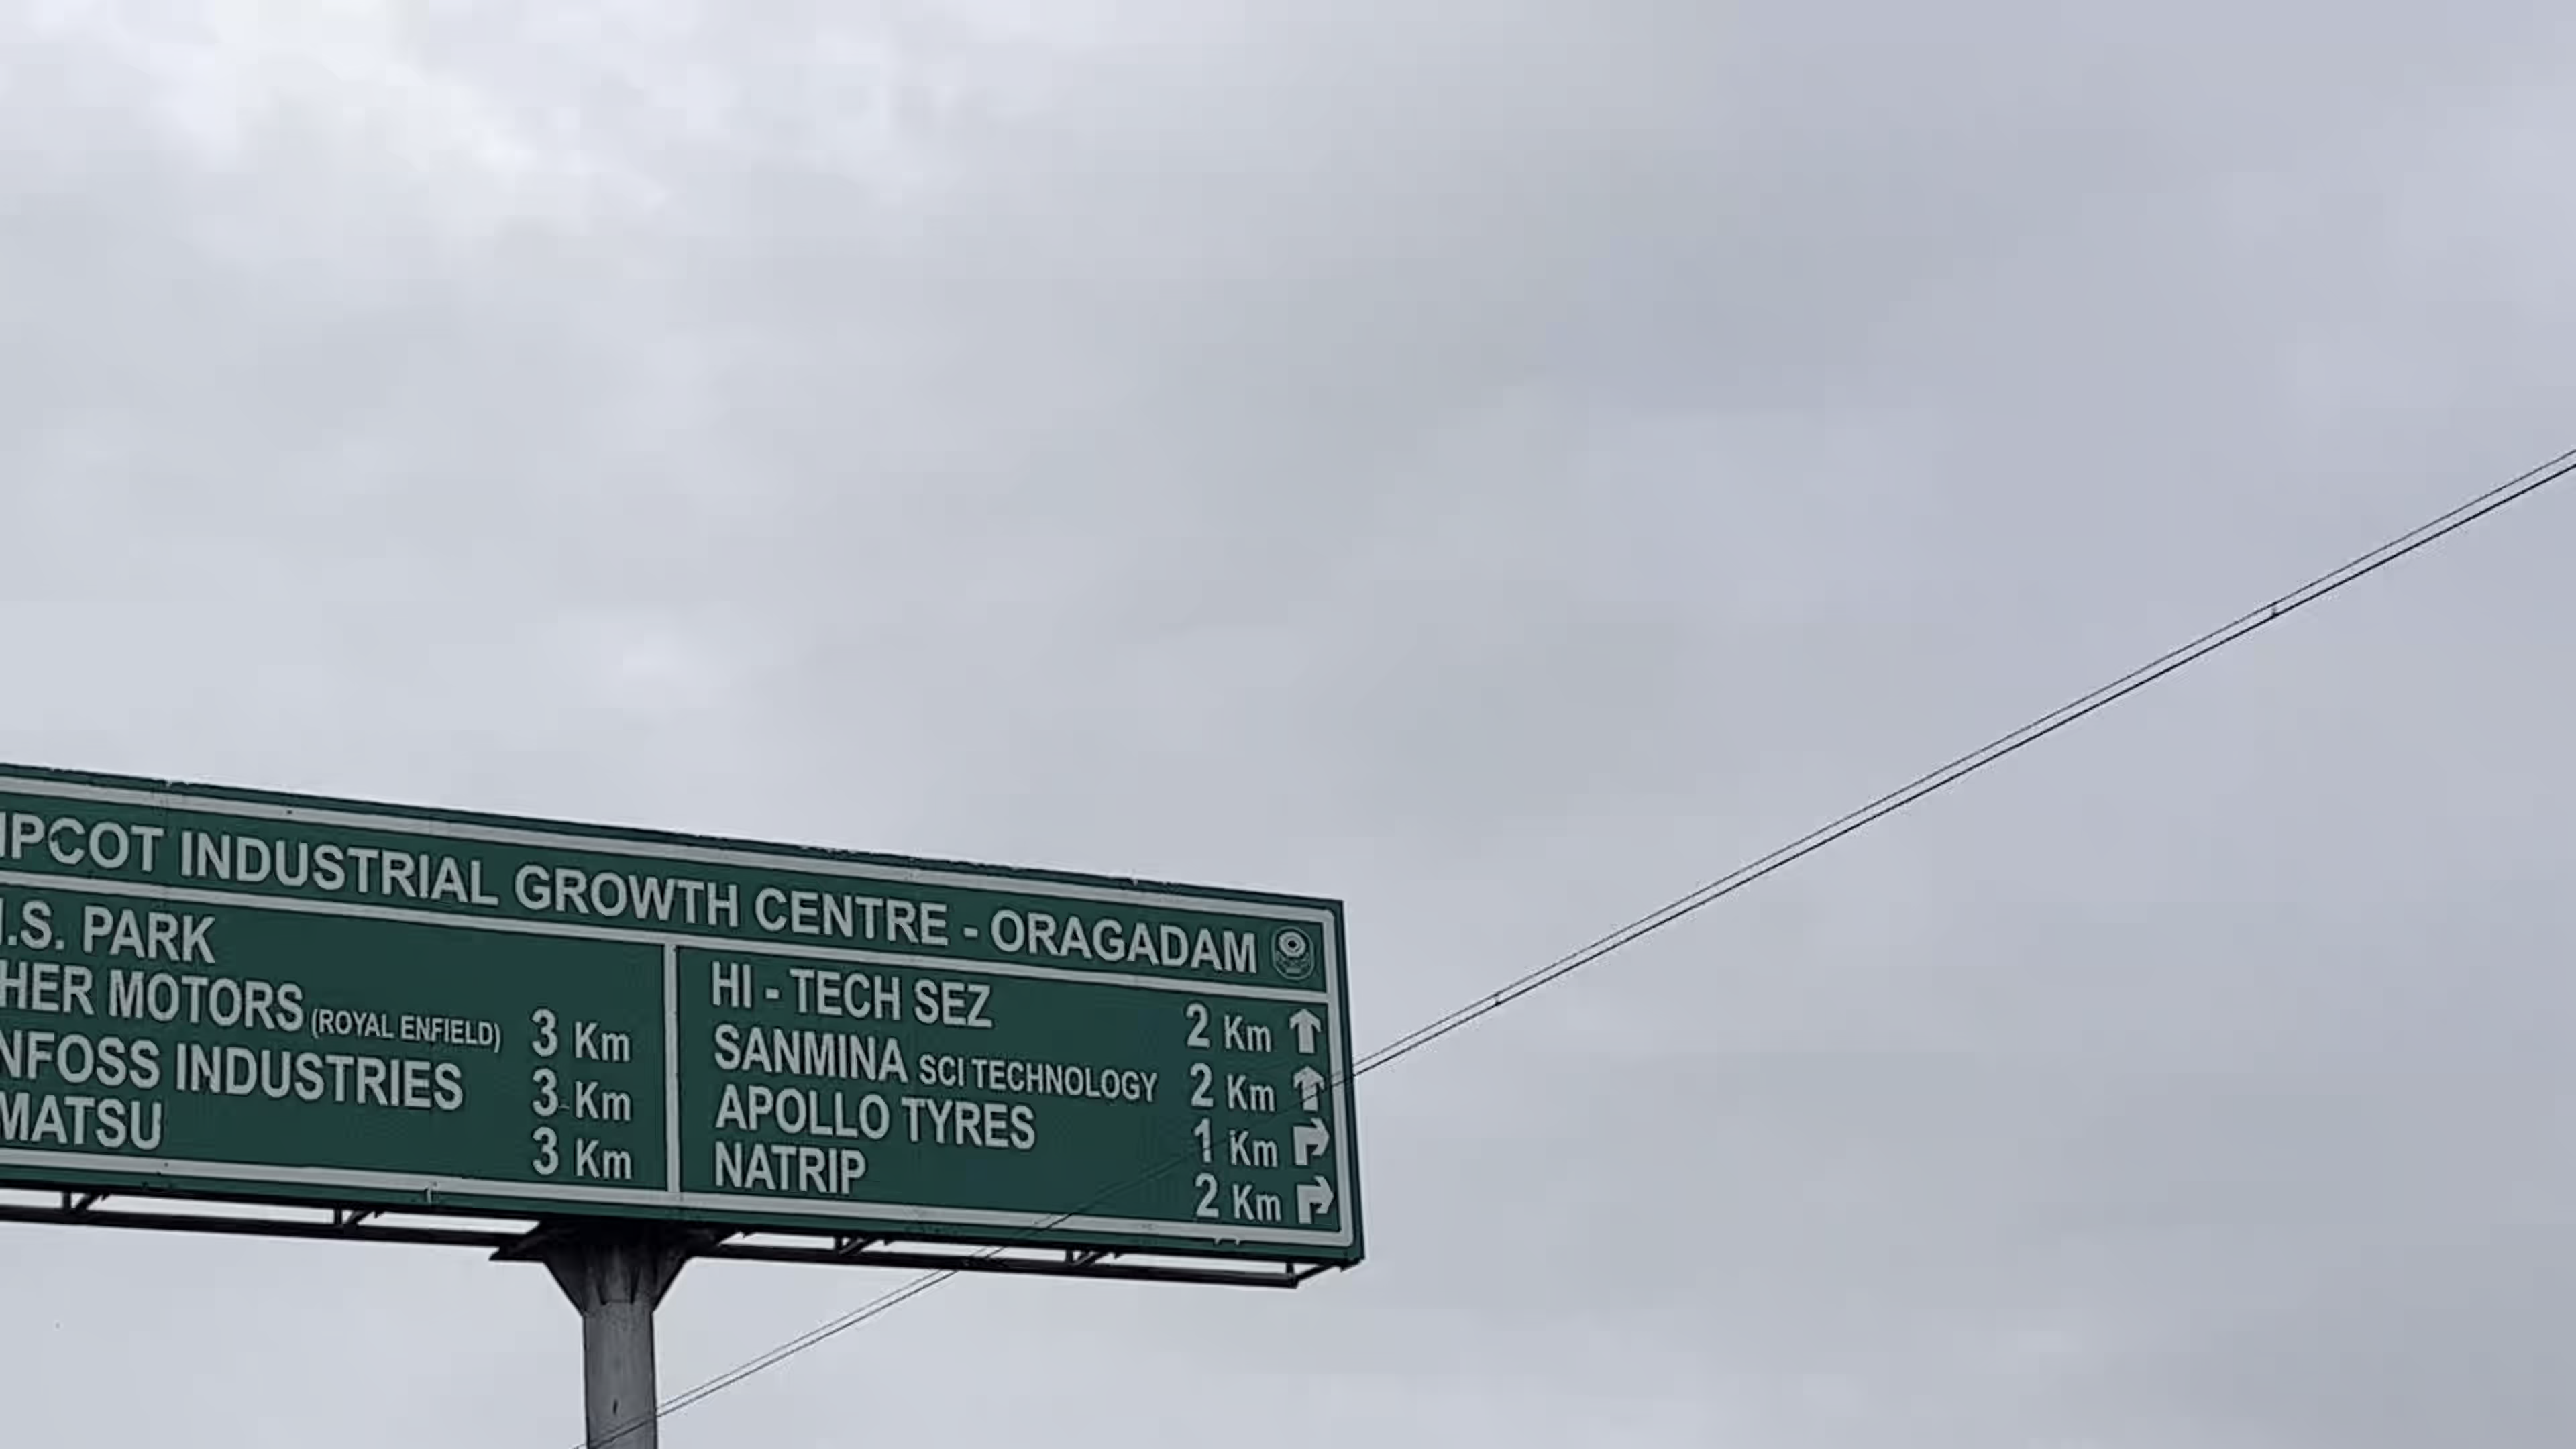 IPCOT INDUSTRIAL GROWTH CENTRE - ORAGADAM
.S. PARK
HER MOTORS (ROYAL ENFIELD) 3 Km
NFOSS INDUSTRIES 3 Km
MATSU 3 Km
HI - TECH SEZ 2 Km
SANMINA SCI TECHNOLOGY 2 Km
APOLLO TYRES 1 Km
NATRIP 2 Km